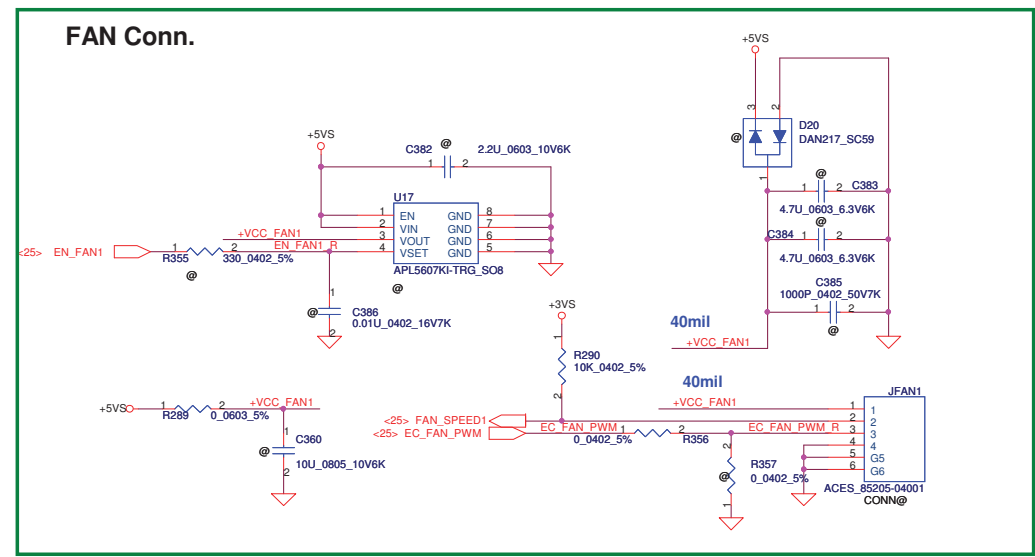 FAN Conn.
+5VS
3
2
@
D20
DAN217_SC59
1
+5VS
C382
@
2.2U_0603_10V6K
1
2
U17
1
EN
GND
8
2
VIN
GND
7
+VCC_FAN1
3
VOUT
GND
6
<25>
EN_FAN1
1
2
EN_FAN1_R
4
VSET
GND
5
R355
330_0402_5%
APL5607KI-TRG_SO8
@
@
1
@
C386
0.01U_0402_16V7K
2
@
1
2
C383
4.7U_0603_6.3V6K
C384
1
@
2
4.7U_0603_6.3V6K
C385
1000P_0402_50V7K
1
2
@
40mil
+VCC_FAN1
+3VS
1
R290
10K_0402_5%
2
40mil
+VCC_FAN1
+5VS
1
2
+VCC_FAN1
R289
0_0603_5%
1
@
C360
10U_0805_10V6K
2
<25>
FAN_SPEED1
<25>
EC_FAN_PWM
EC_FAN_PWM
1
2
EC_FAN_PWM_R
0_0402_5%
R356
2
R357
@
0_0402_5%
1
JFAN1
1
1
2
2
3
3
4
4
5
G5
6
G6
ACES_85205-04001
CONN@